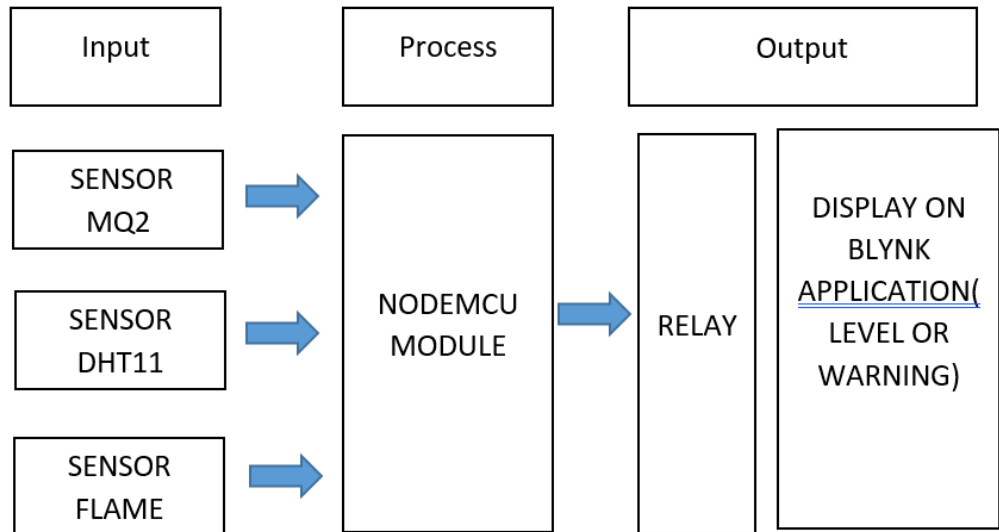 Input
Process
Output
SENSOR
MQ2
SENSOR
DHT11
SENSOR
FLAME
NODEMCU
MODULE
RELAY
DISPLAY ON
BLYNK
APPLICATION(
LEVEL OR
WARNING)